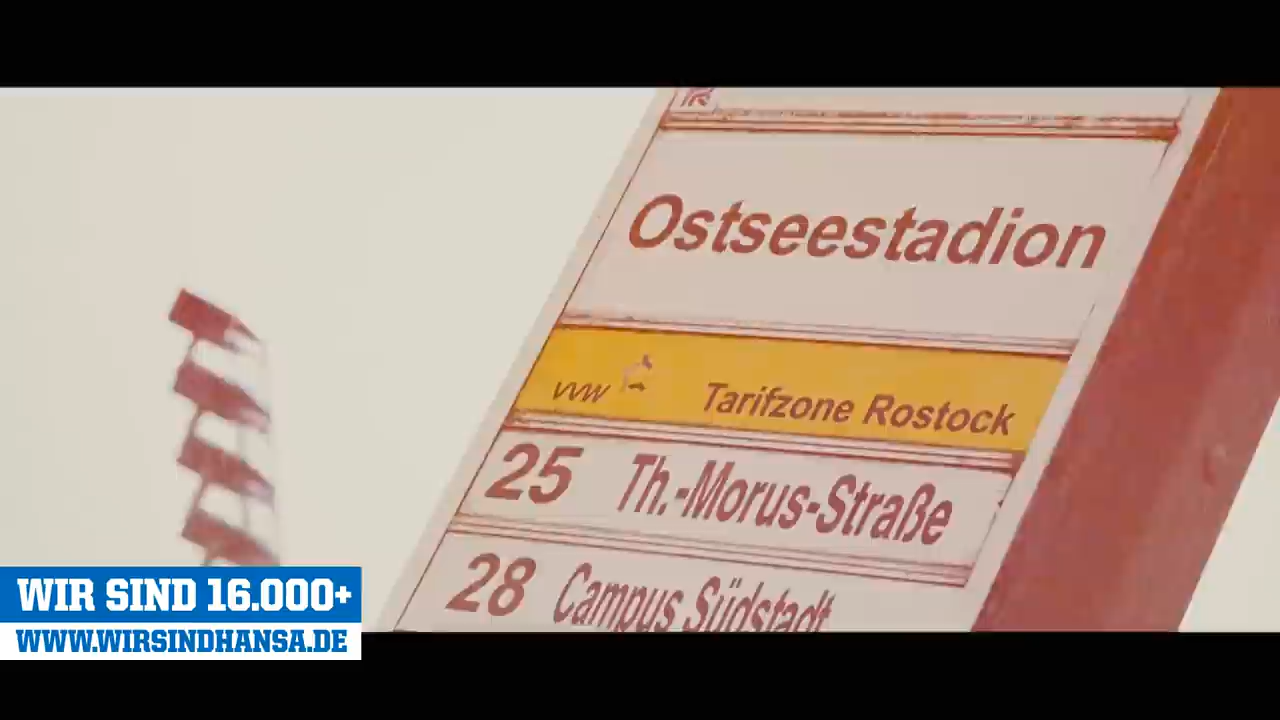 Ostseestadion
vvw
Tarifzone Rostock
25 Th.-Morus-Straße
28 Campus Südstadt
WIR SIND 16.000+
WWW.WIRSINDHANSA.DE